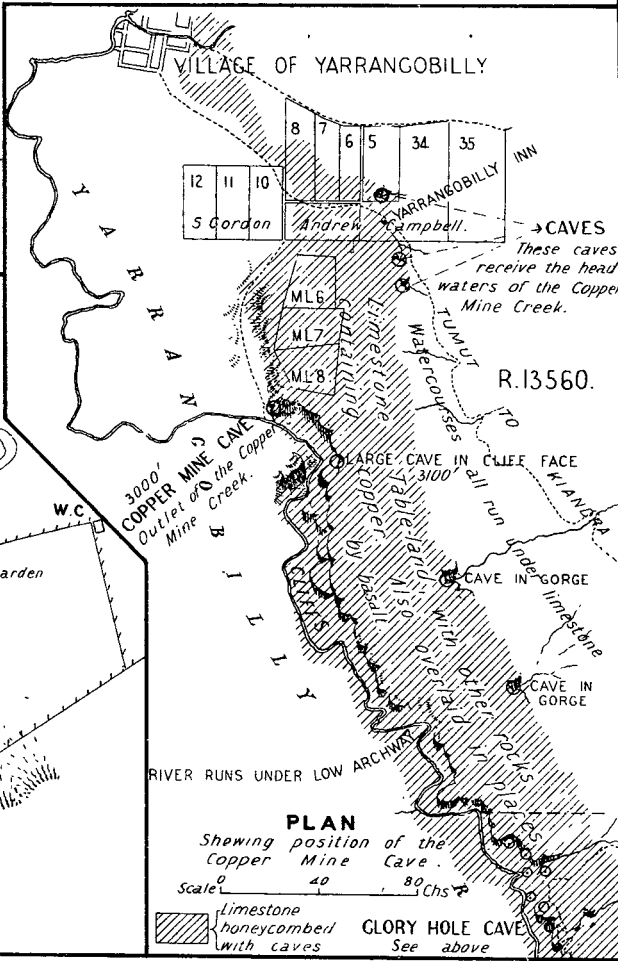 VILLAGE OF YARRANGOBILLY
8
7
6
5
34
35
YARRANGOBILLY INN
12
11
10
S Gordon
Andrew Campbell.
CAVES
These caves
receive the head
waters of the Copper
Mine Creek.
ML6
ML7
ML8
TUMUT TO KIANDRA
R.13560.
YARRANGOBILLY R
Limestone Table-land with other rocks
containing copper. Also overlaid in places
by basalt.
Watercourses all run under limestone
3000'
COPPER MINE CAVE
Outlet of the Copper
Mine Creek.
LARGE CAVE IN CLIFF FACE
3100'
W.C
arden
CLIFFS
CAVE IN GORGE
CAVE IN
GORGE
RIVER RUNS UNDER LOW ARCHWAY
PLAN
Showing position of the
Copper Mine Cave.
Scale 0 40 80 Chs
Limestone
honeycombed
with caves
GLORY HOLE CAVE
See above